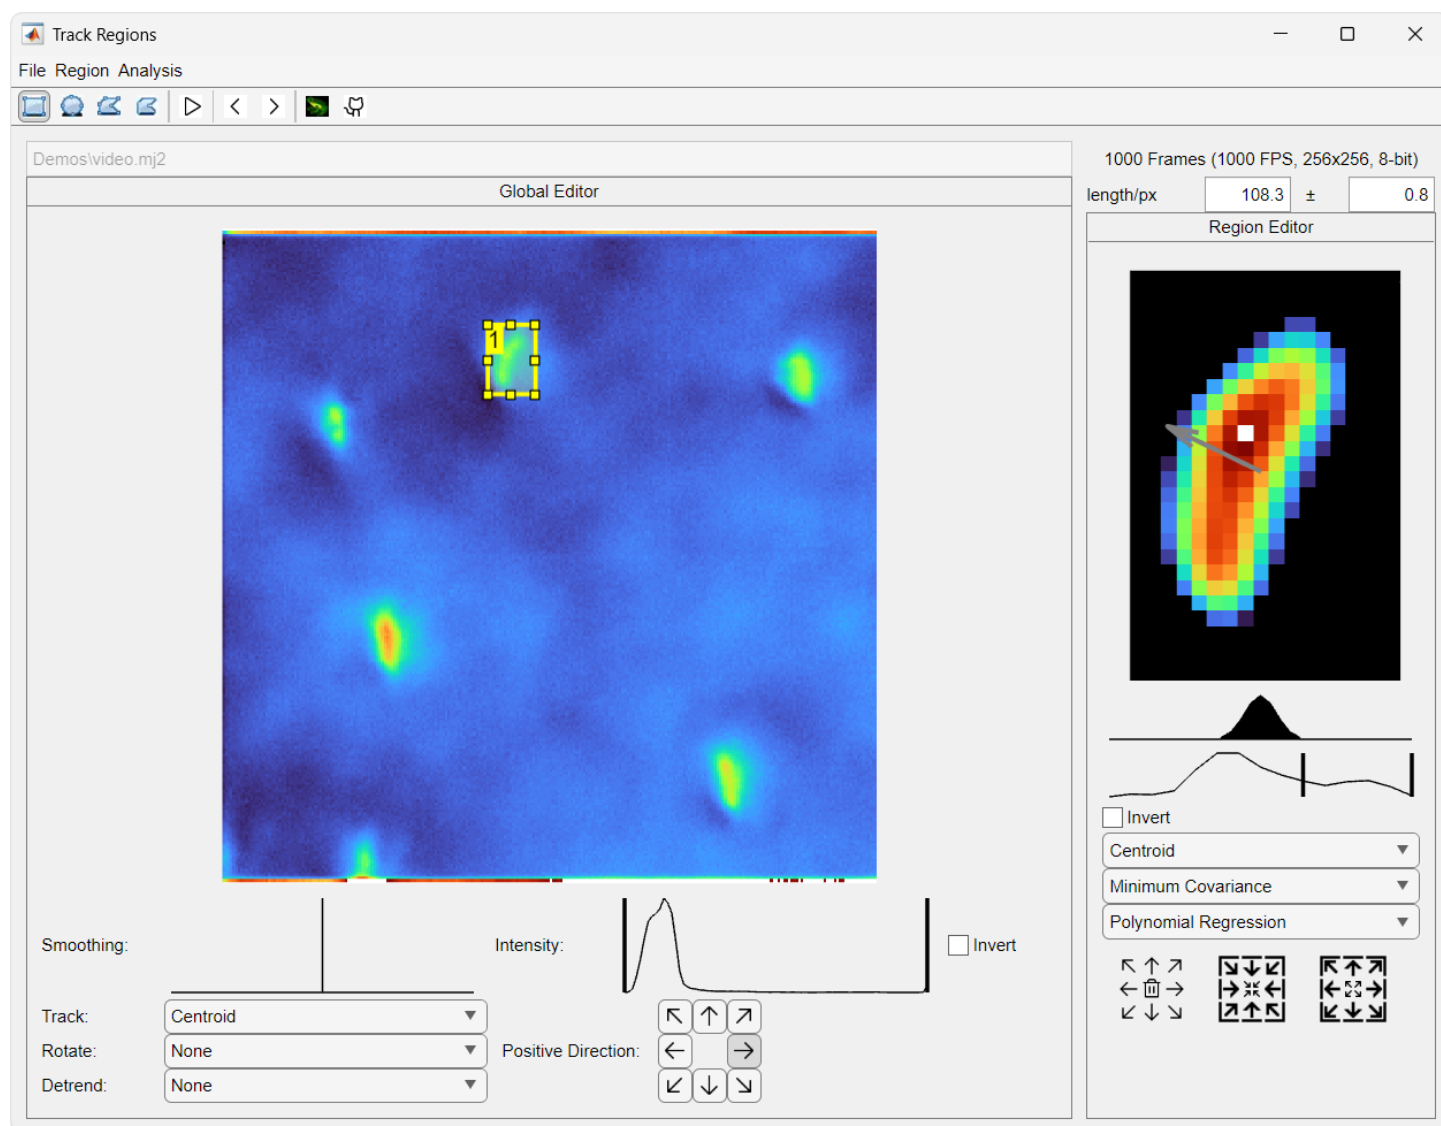 Track Regions
File Region Analysis
Demos\video.mj2
1000 Frames (1000 FPS, 256x256, 8-bit)
Global Editor
length/px 108.3 ± 0.8
Region Editor
1
Invert
Centroid
Minimum Covariance
Polynomial Regression
Smoothing:
Intensity:
Invert
Track: Centroid
Rotate: None
Positive Direction:
Detrend: None